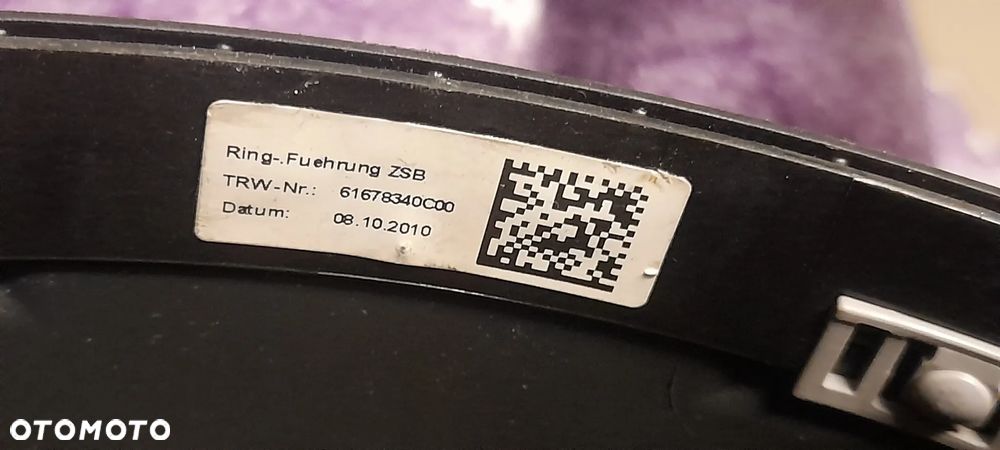 Ring-.Fuehrung ZSB
TRW-Nr.: 61678340C00
Datum: 08.10.2010
OTOMOTO